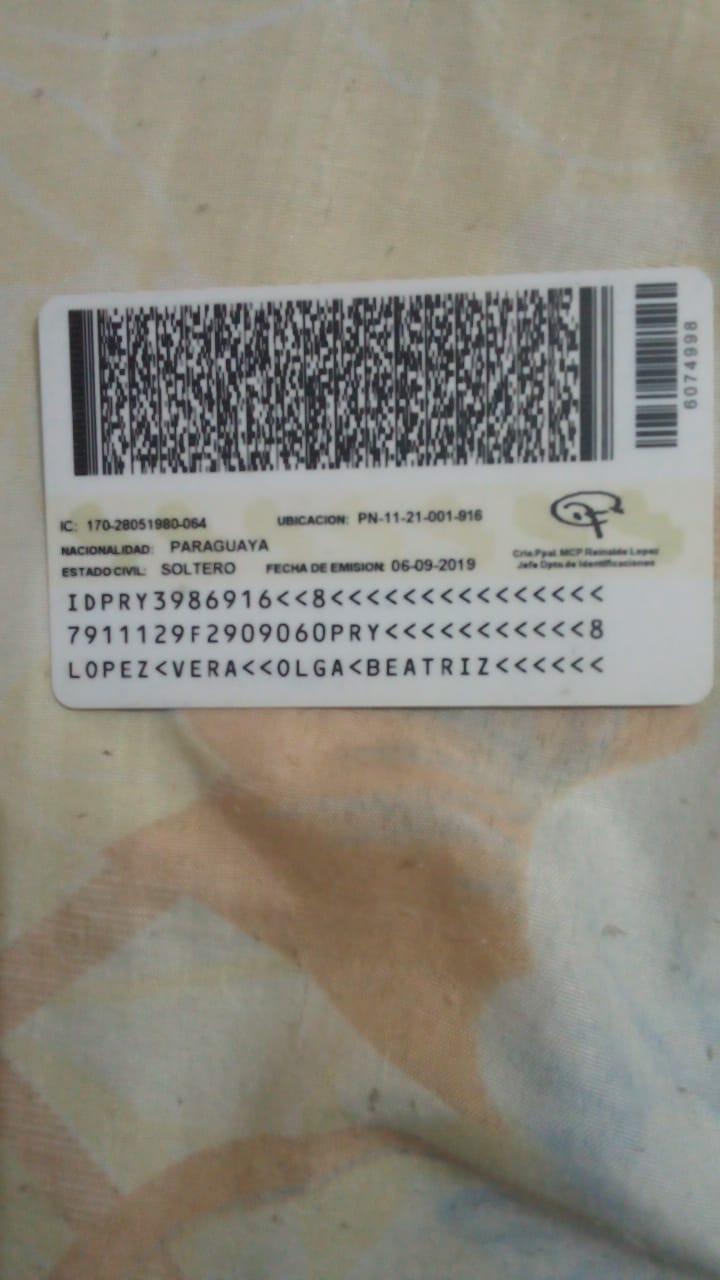 6074998
IC: 170-28051980-064 UBICACION: PN-11-21-001-916
NACIONALIDAD: PARAGUAYA
ESTADO CIVIL: SOLTERO FECHA DE EMISION: 06-09-2019
Crio.Ppal. MCP Reinaldo Lopez
Jefe Dpto.de Identificaciones
IDPRY3986916<<8<<<<<<<<<<<<<<<
7911129F2909060PRY<<<<<<<<<<<8
LOPEZ<VERA<<OLGA<BEATRIZ<<<<<<